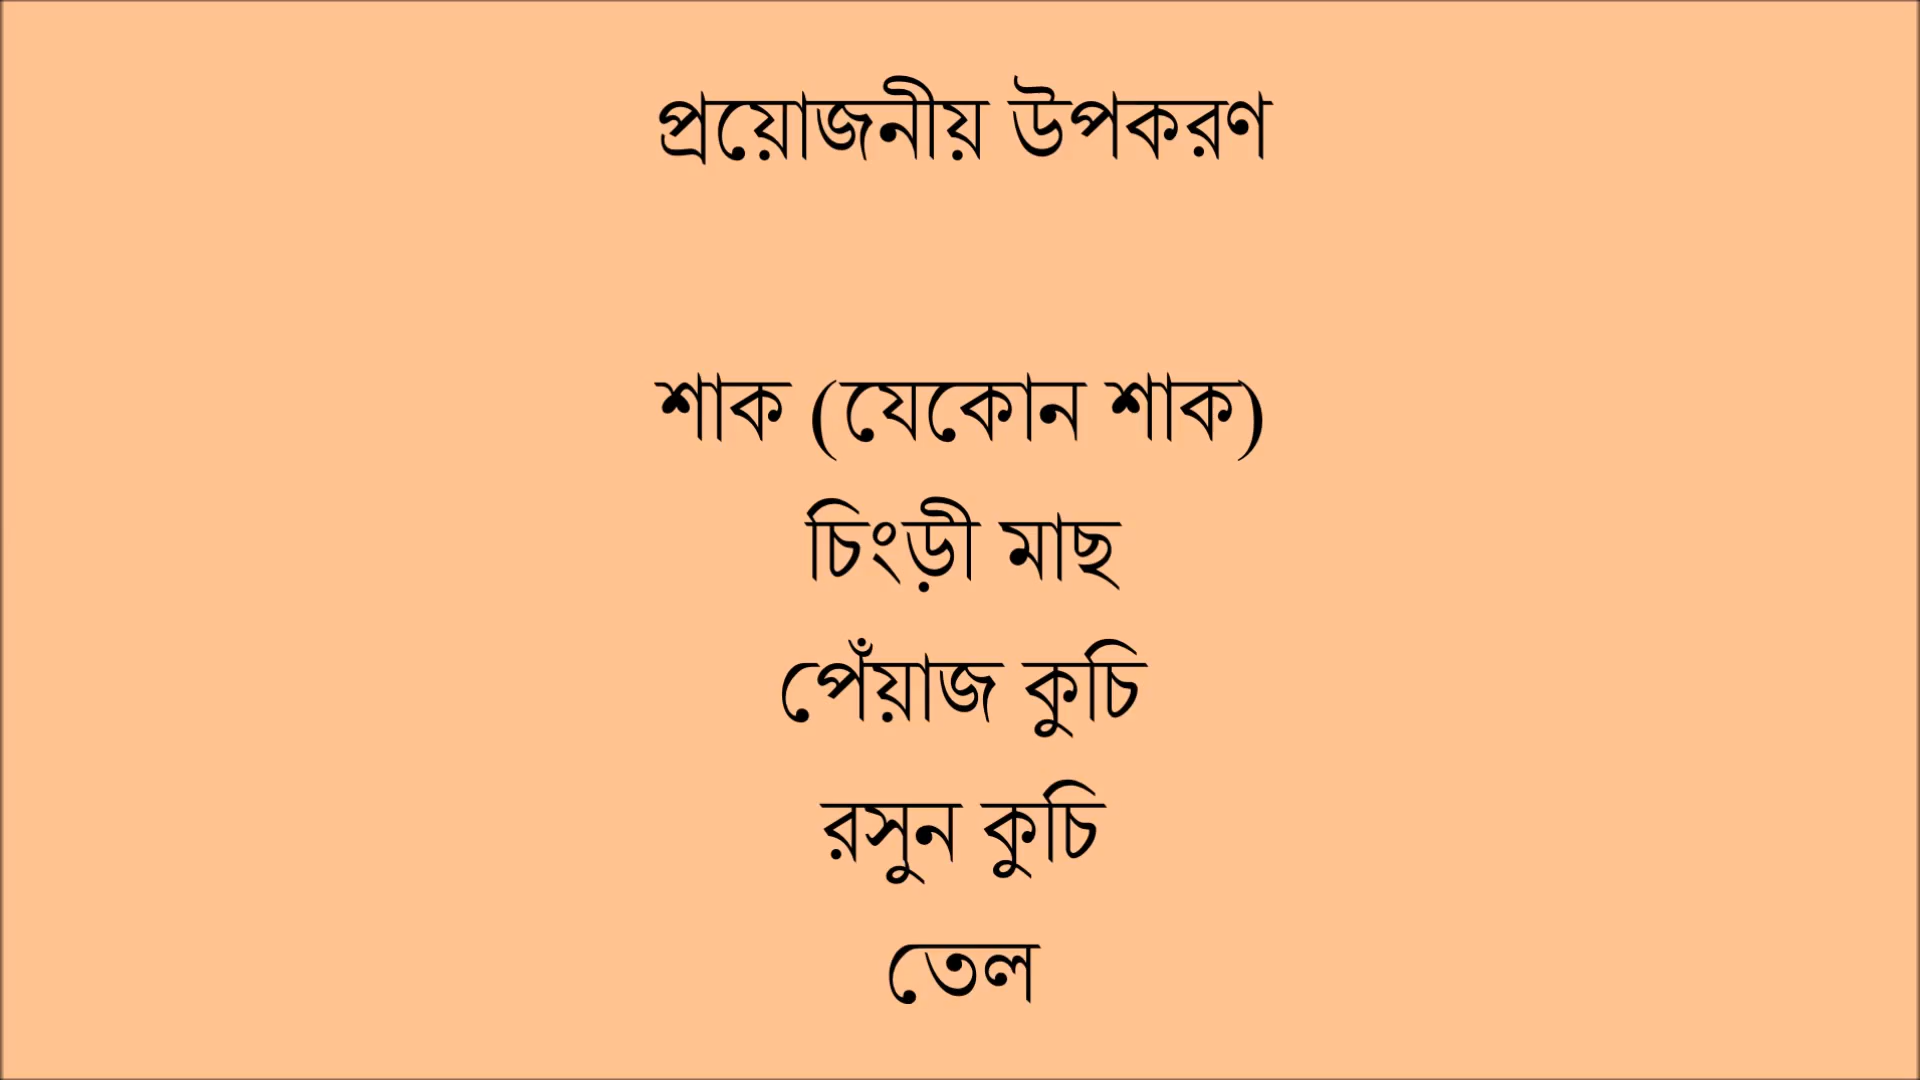 প্রয়োজনীয় উপকরণ
শাক (যেকোন শাক)
চিংড়ী মাছ
পেঁয়াজ কুচি
রসুন কুচি
তেল